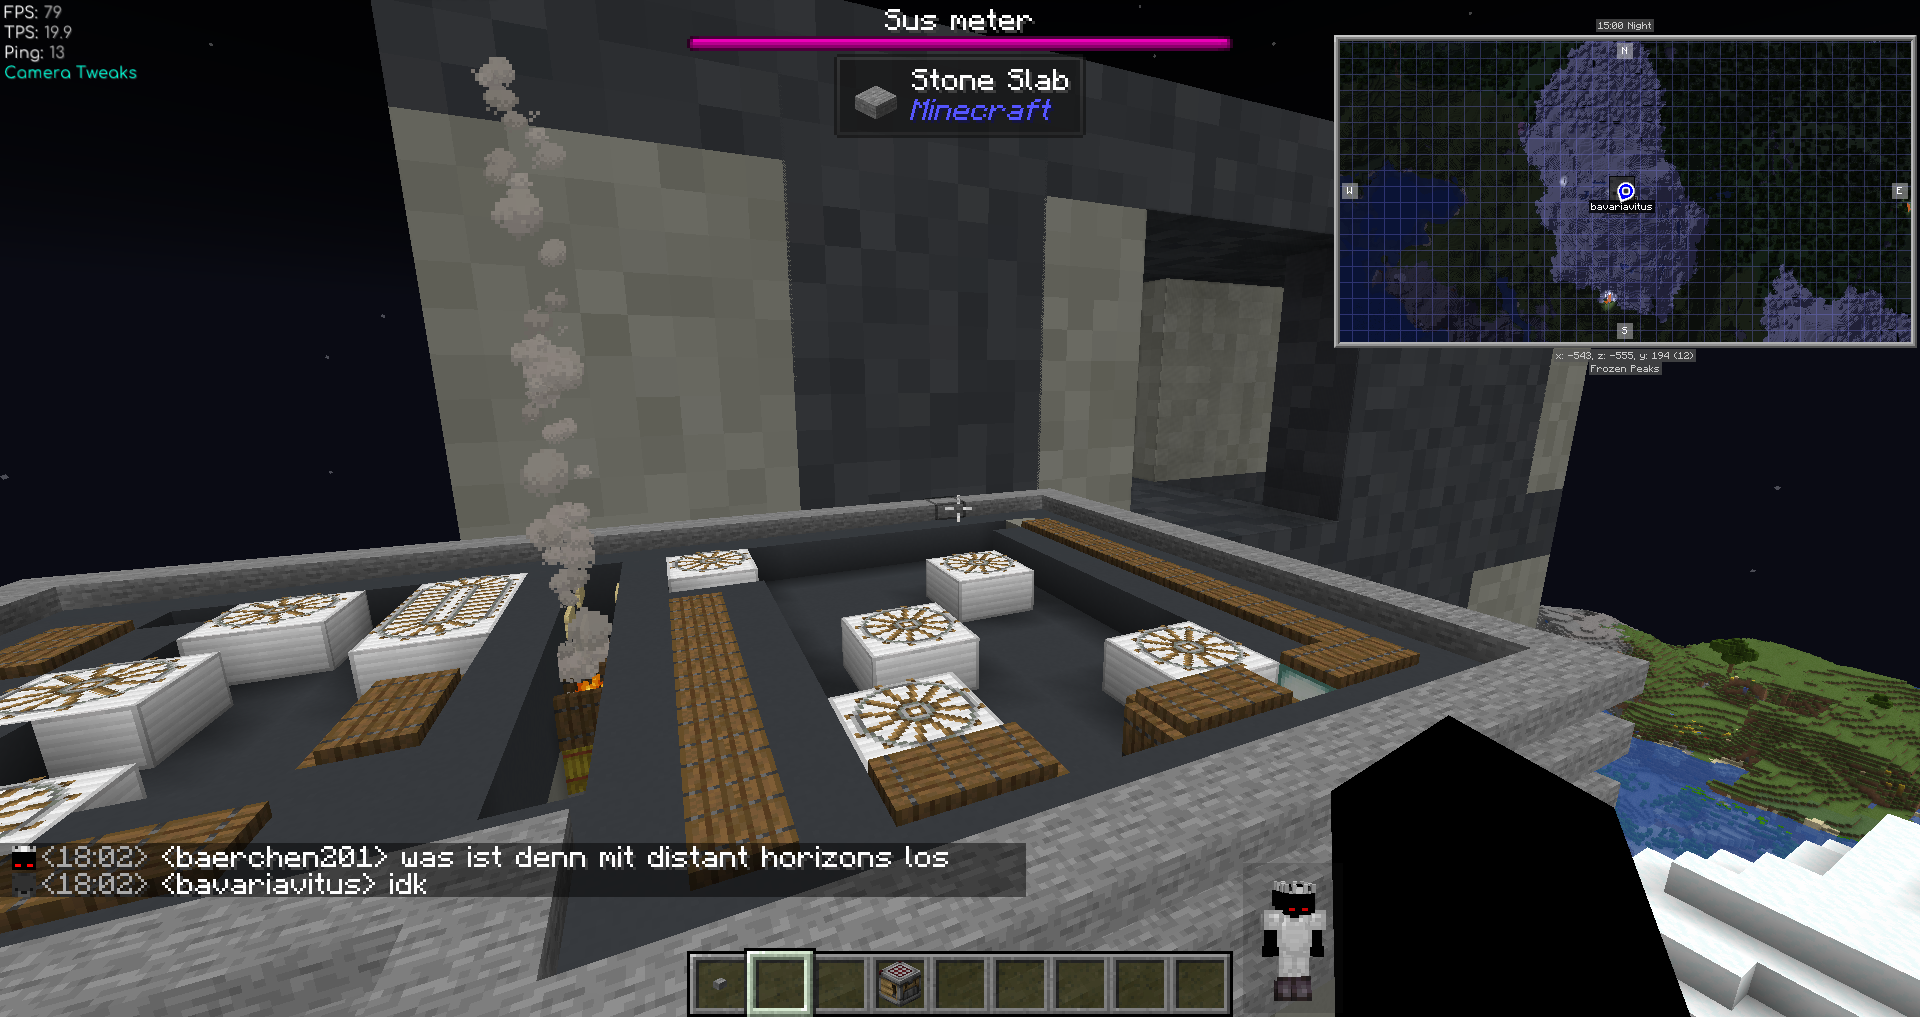 FPS: 79
TPS: 19.9
Ping: 13
Camera Tweaks
Sus meter
Stone Slab
Minecraft
15:00 Night
N
W
E
bavariavitus
S
x: -543, z: -555, y: 194 (12)
Frozen Peaks
<18:02> <baerchen201> was ist denn mit distant horizons los
<18:02> <bavariavitus> idk